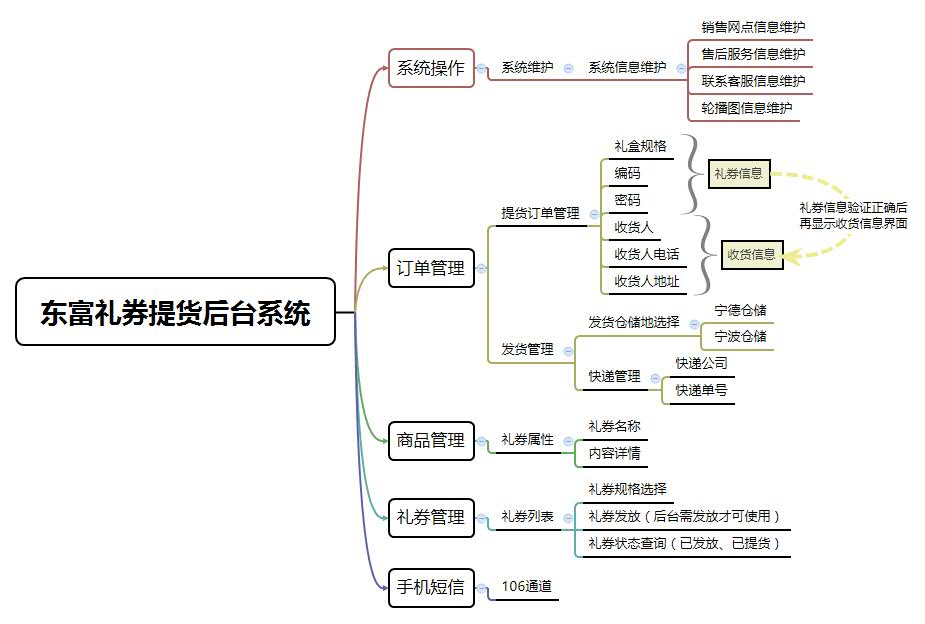 东富礼券提货后台系统
系统操作
系统维护
系统信息维护
销售网点信息维护
售后服务信息维护
联系客服信息维护
轮播图信息维护
订单管理
提货订单管理
礼盒规格
编码
密码
收货人
收货人电话
收货人地址
礼券信息
收货信息
礼券信息验证正确后
再显示收货信息界面
发货管理
发货仓储地选择
宁德仓储
宁波仓储
快递管理
快递公司
快递单号
商品管理
礼券属性
礼券名称
内容详情
礼券管理
礼券列表
礼券规格选择
礼券发放（后台需发放才可使用）
礼券状态查询（已发放、已提货）
手机短信
106通道